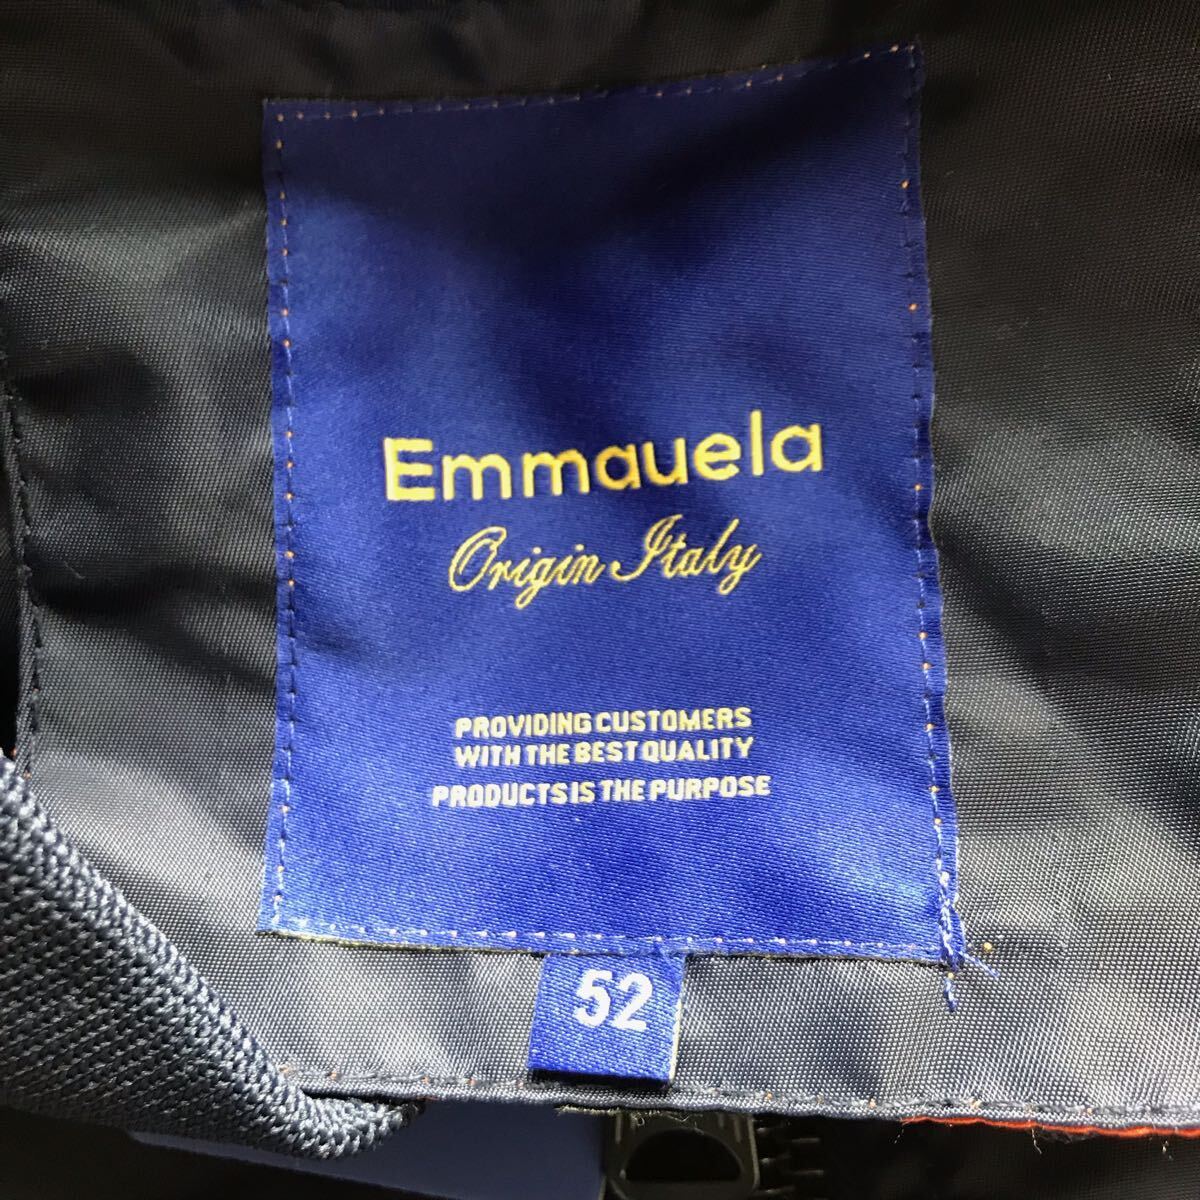 Emmauela
Origin Italy
PROVIDING CUSTOMERS
WITH THE BEST QUALITY
PRODUCTS IS THE PURPOSE
52